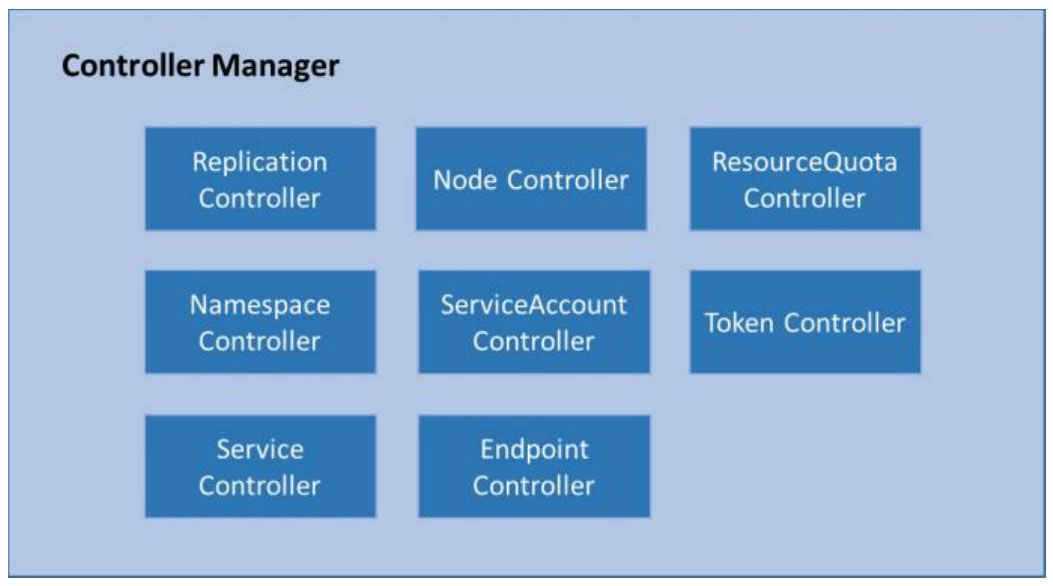 Controller Manager
Replication
Controller
Node Controller
ResourceQuota
Controller
Namespace
Controller
ServiceAccount
Controller
Token Controller
Service
Controller
Endpoint
Controller